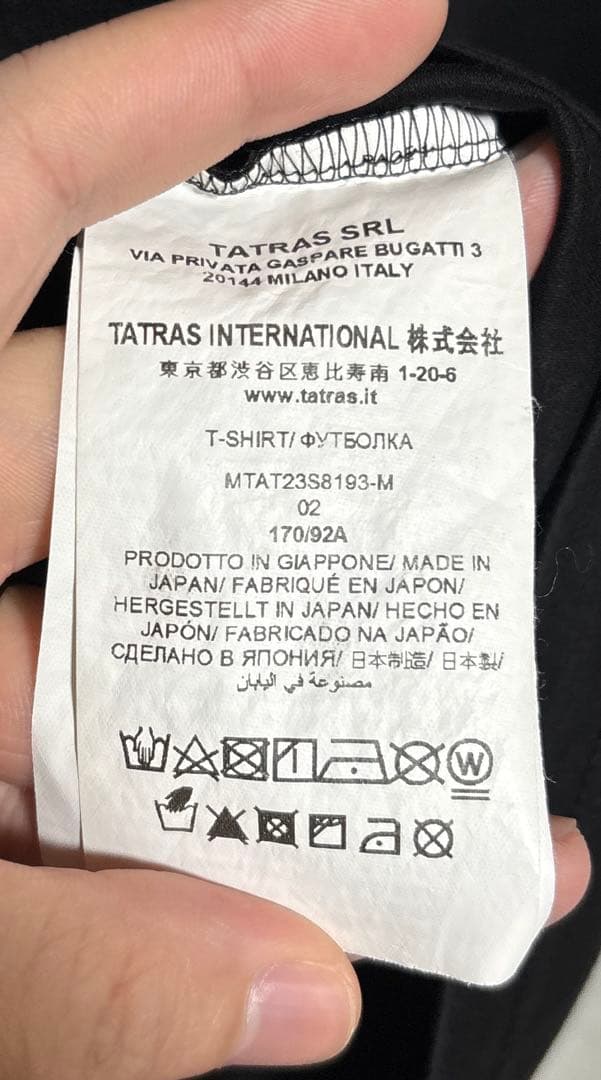 TATRAS SRL
VIA PRIVATA GASPARE BUGATTI 3
20144 MILANO ITALY
TATRAS INTERNATIONAL 株式会社
東京都渋谷区恵比寿南 1-20-6
www.tatras.it
T-SHIRT/ ФУТБОЛКА
MTAT23S8193-M
02
170/92A
PRODOTTO IN GIAPPONE/ MADE IN
JAPAN/ FABRIQUÉ EN JAPON/
HERGESTELLT IN JAPAN/ HECHO EN
JAPÓN/ FABRICADO NA JAPÃO/
СДЕЛАНО В ЯПОНИЯ/ 日本制造/ 日本製/
مصنوعة في اليابان
W